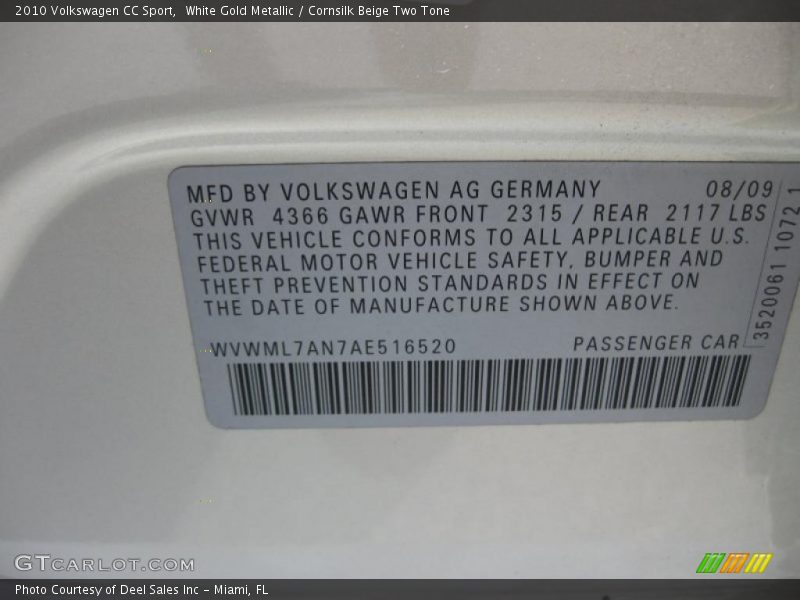 2010 Volkswagen CC Sport,  White Gold Metallic / Cornsilk Beige Two Tone
MFD BY VOLKSWAGEN AG GERMANY 08/09
GVWR 4366 GAWR FRONT 2315 / REAR 2117 LBS
THIS VEHICLE CONFORMS TO ALL APPLICABLE U.S.
FEDERAL MOTOR VEHICLE SAFETY, BUMPER AND
THEFT PREVENTION STANDARDS IN EFFECT ON
THE DATE OF MANUFACTURE SHOWN ABOVE.
WVWML7AN7AE516520 PASSENGER CAR
3520061 1072 1
GTCARLOT.COM
Photo Courtesy of Deel Sales Inc – Miami, FL